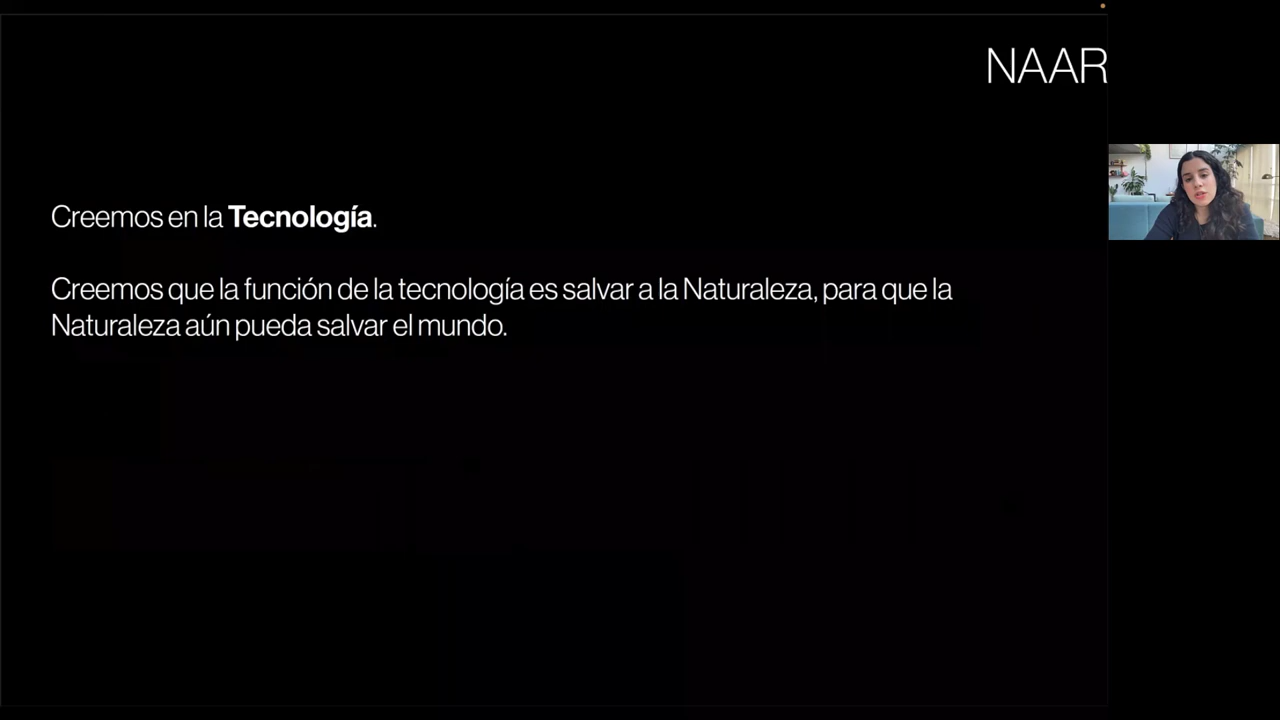 NAAR
Creemos en la Tecnología.
Creemos que la función de la tecnología es salvar a la Naturaleza, para que la
Naturaleza aún pueda salvar el mundo.